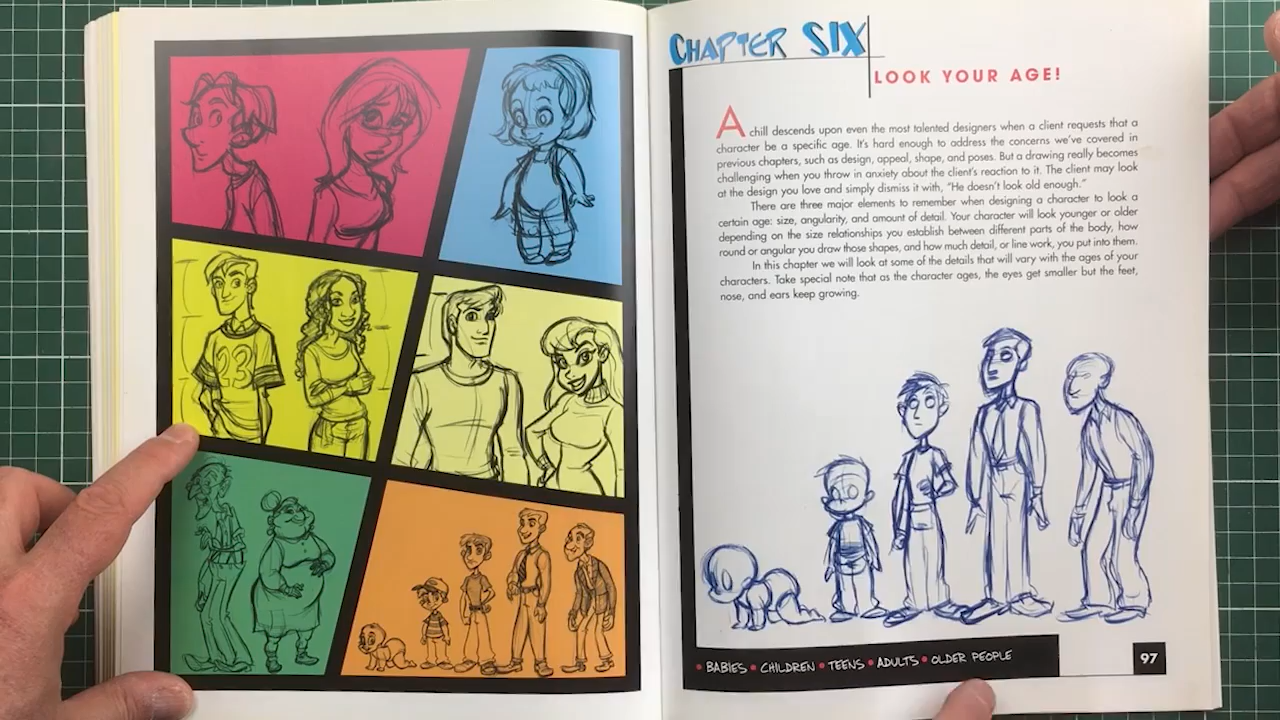 23
CHAPTER SIX
LOOK YOUR AGE!
A chill descends upon even the most talented designers when a client requests that a
character be a specific age. It's hard enough to address the concerns we've covered in
previous chapters, such as design, appeal, shape, and poses. But a drawing really becomes
challenging when you throw in anxiety about the client's reaction to it. The client may look
at the design you love and simply dismiss it with, "He doesn't look old enough."
There are three major elements to remember when designing a character to look a
certain age: size, angularity, and amount of detail. Your character will look younger or older
depending on the size relationships you establish between different parts of the body, how
round or angular you draw those shapes, and how much detail, or line work, you put into them.
In this chapter we will look at some of the details that will vary with the ages of your
characters. Take special note that as the character ages, the eyes get smaller but the feet,
nose, and ears keep growing.
• BABIES • CHILDREN • TEENS • ADULTS • OLDER PEOPLE
97